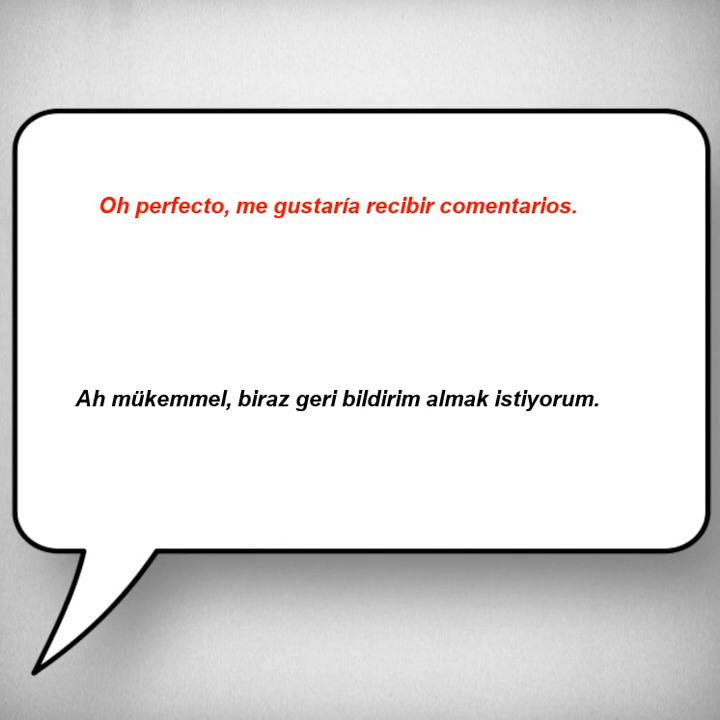 Oh perfecto, me gustaría recibir comentarios.
Ah mükemmel, biraz geri bildirim almak istiyorum.